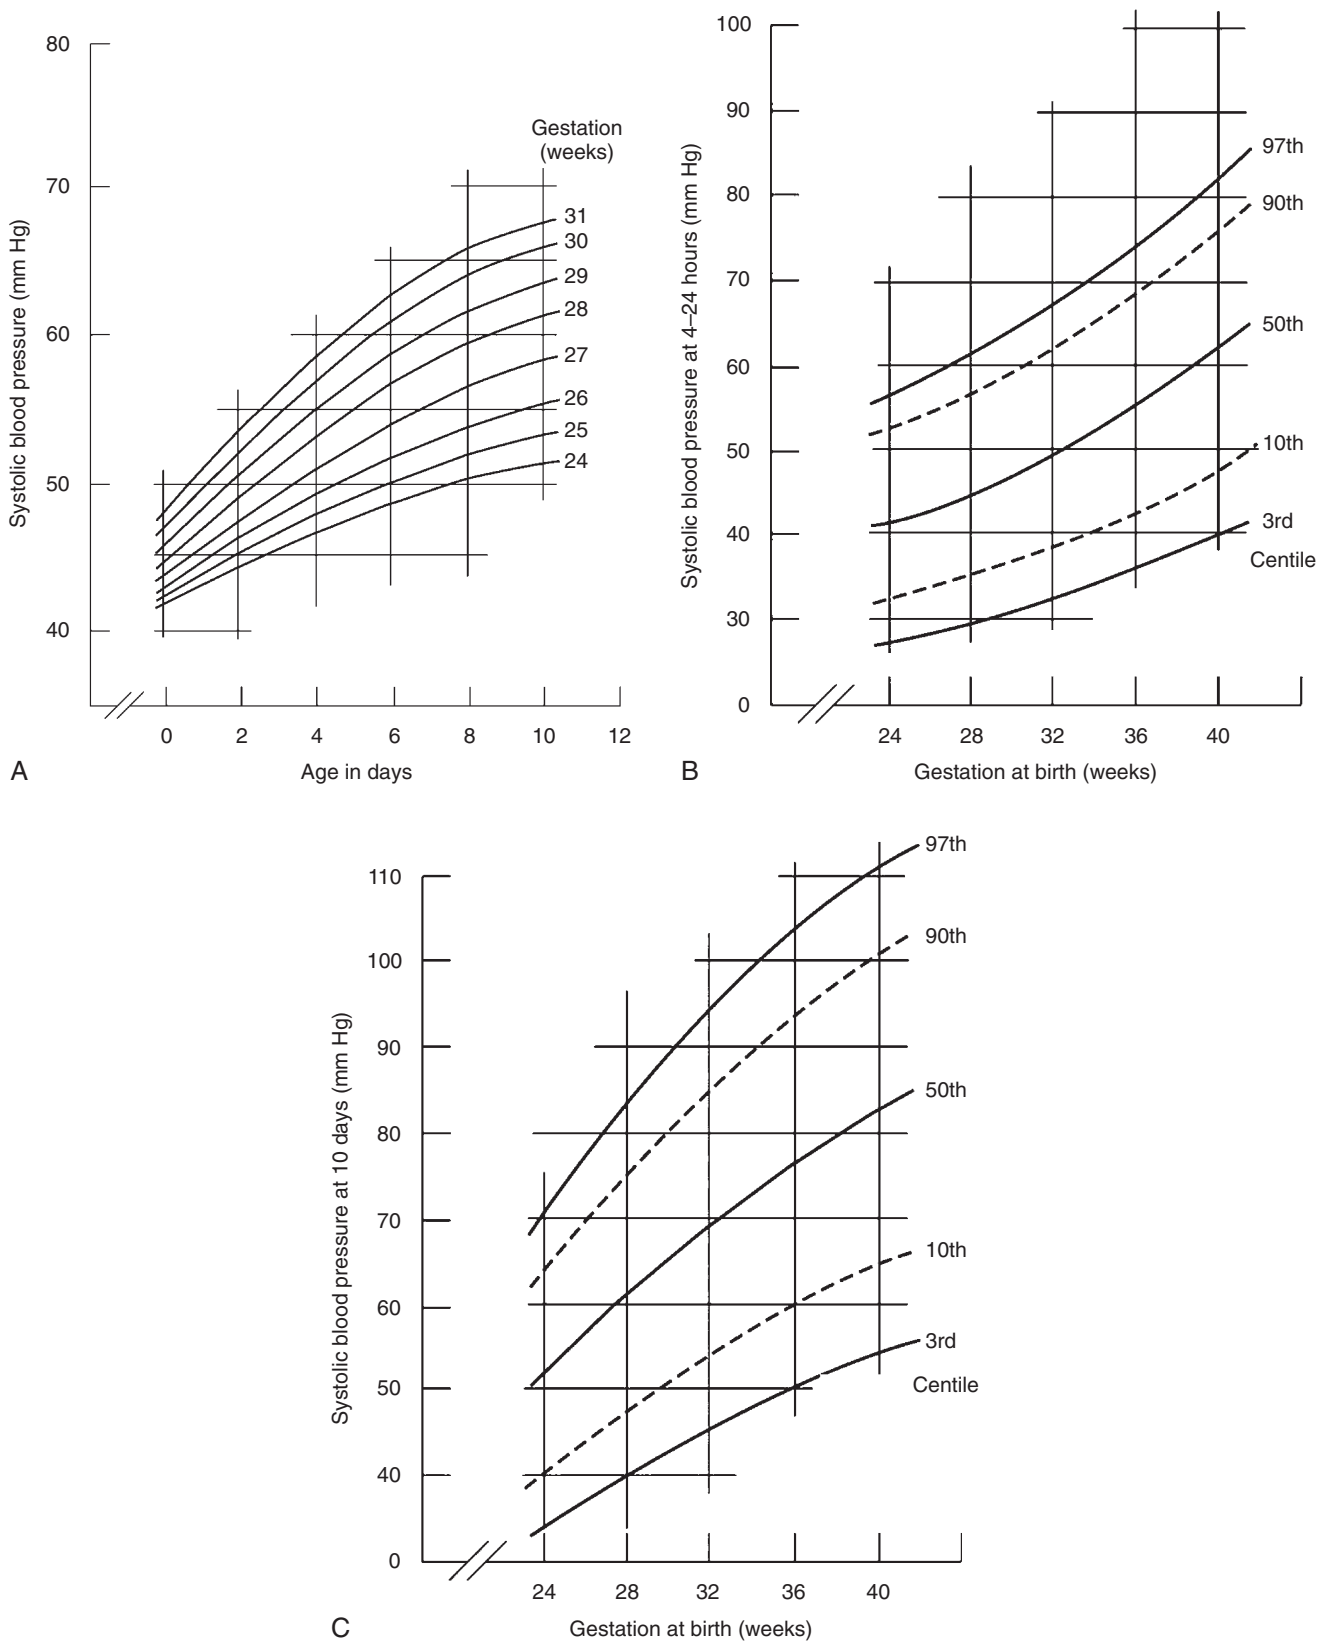 80
70
60
50
40
Systolic blood pressure (mm Hg)
Gestation
(weeks)
31
30
29
28
27
26
25
24
0 2 4 6 8 10 12
Age in days
A
100
90
80
70
60
50
40
30
0
Systolic blood pressure at 4–24 hours (mm Hg)
97th
90th
50th
10th
3rd
Centile
24 28 32 36 40
Gestation at birth (weeks)
B
110
100
90
80
70
60
50
40
0
Systolic blood pressure at 10 days (mm Hg)
97th
90th
50th
10th
3rd
Centile
24 28 32 36 40
Gestation at birth (weeks)
C